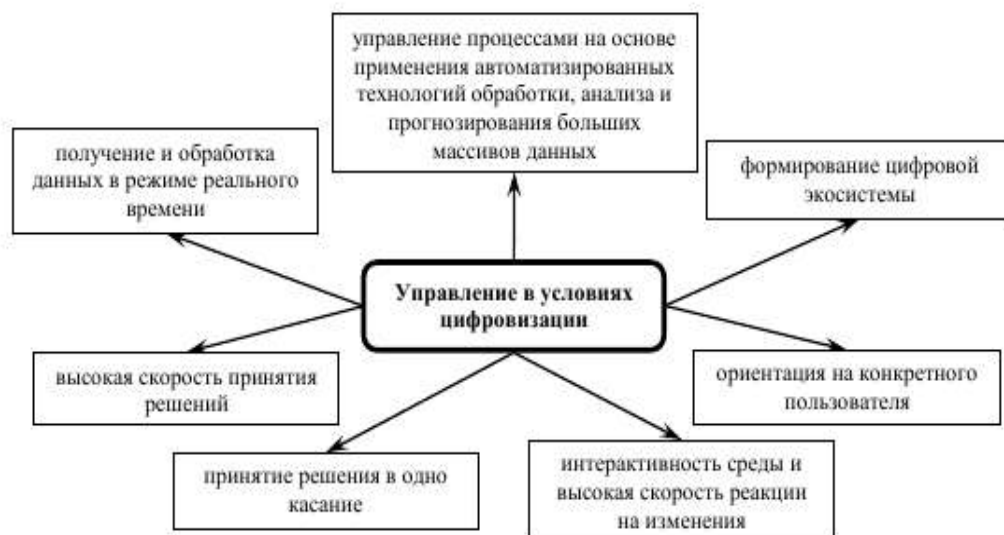 управление процессами на основе
применения автоматизированных
технологий обработки, анализа и
прогнозирования больших
массивов данных
получение и обработка
данных в режиме реального
времени
формирование цифровой
экосистемы
Управление в условиях
цифровизации
высокая скорость принятия
решений
ориентация на конкретного
пользователя
принятие решения в одно
касание
интерактивность среды и
высокая скорость реакции
на изменения